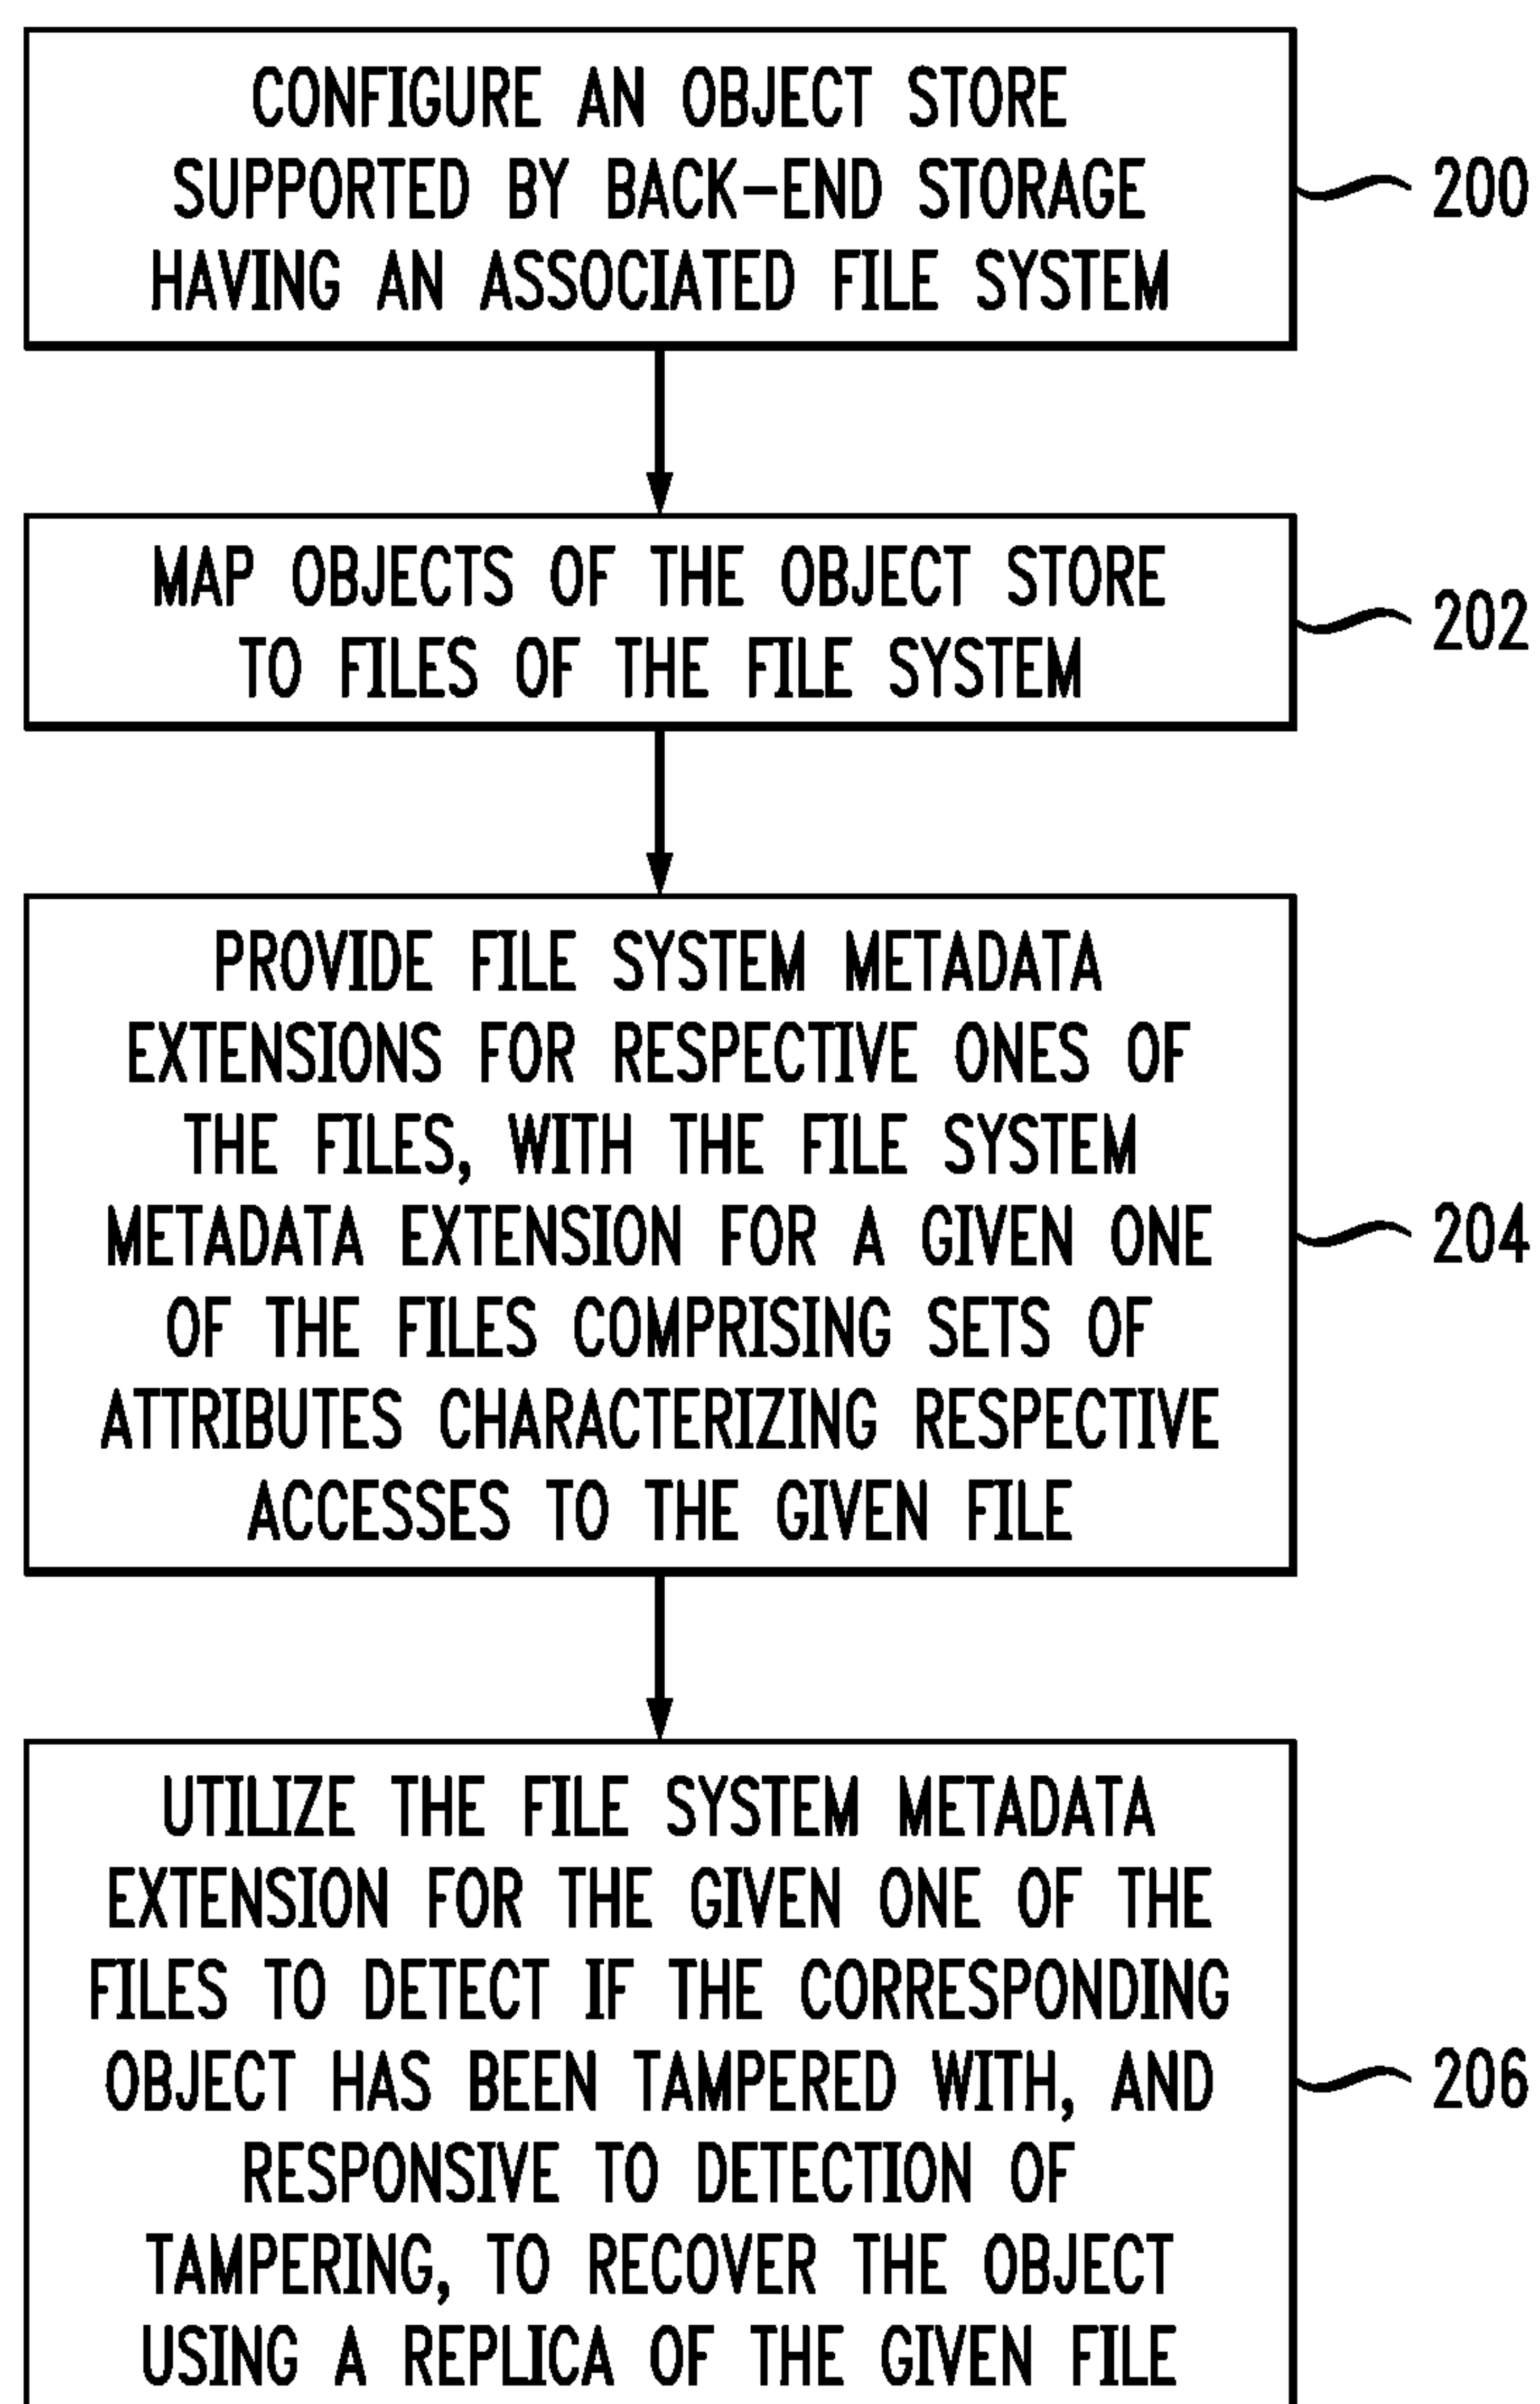 CONFIGURE AN OBJECT STORE
SUPPORTED BY BACK-END STORAGE
HAVING AN ASSOCIATED FILE SYSTEM
200
MAP OBJECTS OF THE OBJECT STORE
TO FILES OF THE FILE SYSTEM
202
PROVIDE FILE SYSTEM METADATA
EXTENSIONS FOR RESPECTIVE ONES OF
THE FILES, WITH THE FILE SYSTEM
METADATA EXTENSION FOR A GIVEN ONE
OF THE FILES COMPRISING SETS OF
ATTRIBUTES CHARACTERIZING RESPECTIVE
ACCESSES TO THE GIVEN FILE
204
UTILIZE THE FILE SYSTEM METADATA
EXTENSION FOR THE GIVEN ONE OF THE
FILES TO DETECT IF THE CORRESPONDING
OBJECT HAS BEEN TAMPERED WITH, AND
RESPONSIVE TO DETECTION OF
TAMPERING, TO RECOVER THE OBJECT
USING A REPLICA OF THE GIVEN FILE
206